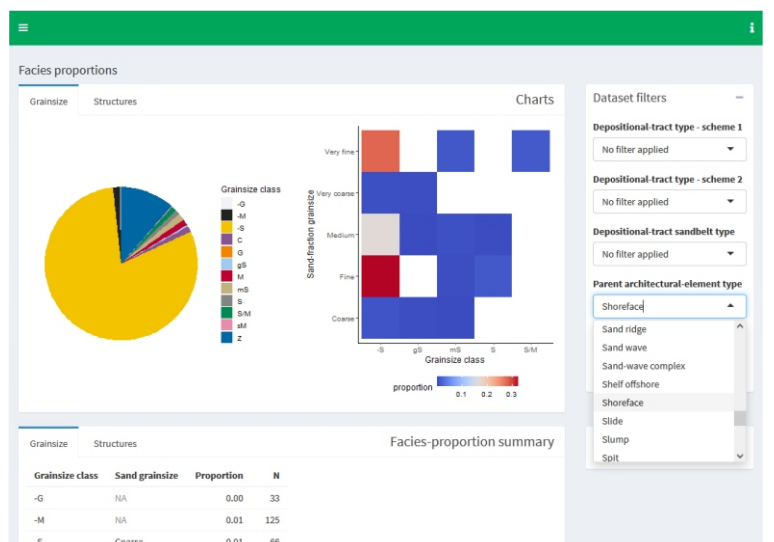 Facies proportions
Grainsize
Structures
Charts
Grainsize class
-G
-M
-S
C
G
gS
M
mS
S
S/M
sM
Z
Sand-fraction grainsize
Very fine
Very coarse
Medium
Fine
Coarse
-S gS mS S S/M
Grainsize class
proportion
0.1 0.2 0.3
Dataset filters
Depositional-tract type - scheme 1
No filter applied
Depositional-tract type - scheme 2
No filter applied
Depositional-tract sandbelt type
No filter applied
Parent architectural-element type
Shoreface
Sand ridge
Sand wave
Sand-wave complex
Shelf offshore
Shoreface
Slide
Slump
Spit
Grainsize
Structures
Facies-proportion summary
Grainsize class Sand grainsize Proportion N
-G NA 0.00 33
-M NA 0.01 125
-S Coarse 0.01 66